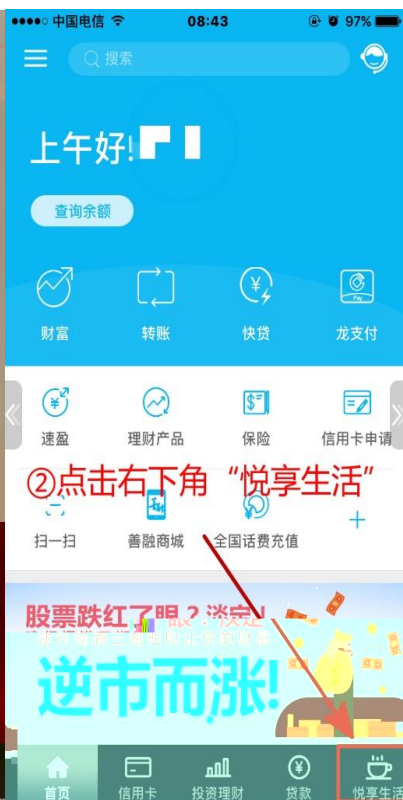 中国电信 08:43 97%
搜索
上午好!
查询余额
财富 转账 快贷 龙支付
速盈 理财产品 保险 信用卡申请
②点击右下角“悦享生活”
扫一扫 善融商城 全国话费充值
股票跌红了眼?淡定!
逆市而涨!
首页 信用卡 投资理财 贷款 悦享生活